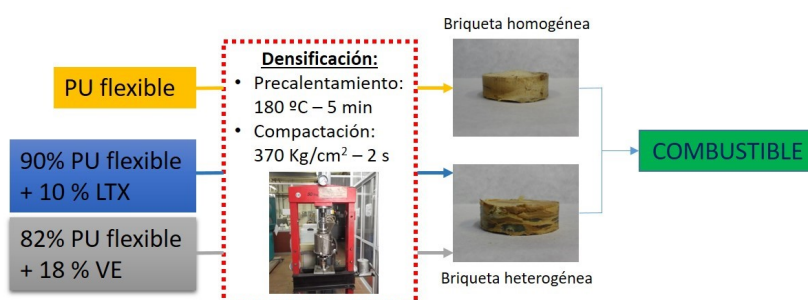 PU flexible
90% PU flexible
+ 10 % LTX
82% PU flexible
+ 18 % VE
Densificación:
• Precalentamiento:
180 ºC – 5 min
• Compactación:
370 Kg/cm² – 2 s
Briqueta homogénea
Briqueta heterogénea
COMBUSTIBLE